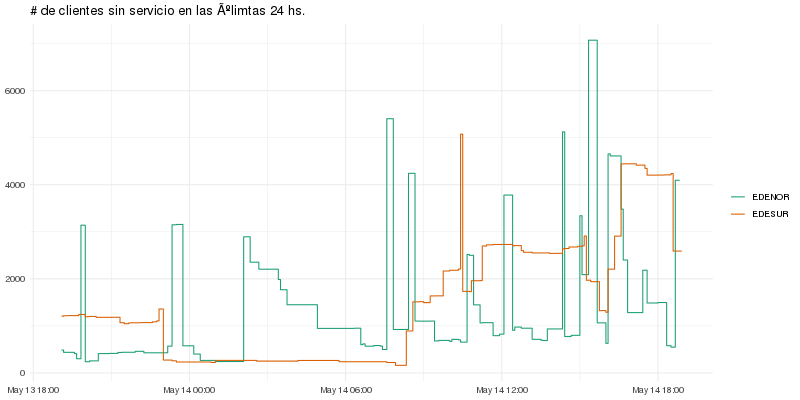 # de clientes sin servicio en las Ãºlimtas 24 hs.
6000
4000
2000
0
May 13 18:00
May 14 00:00
May 14 06:00
May 14 12:00
May 14 18:00
EDENOR
EDESUR